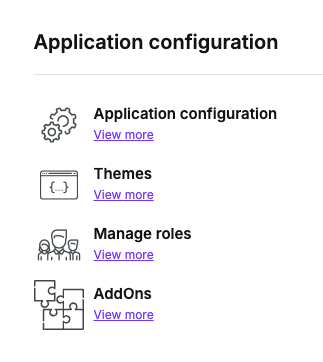 Application configuration
Application configuration
View more
{...}
Themes
View more
Manage roles
View more
AddOns
View more